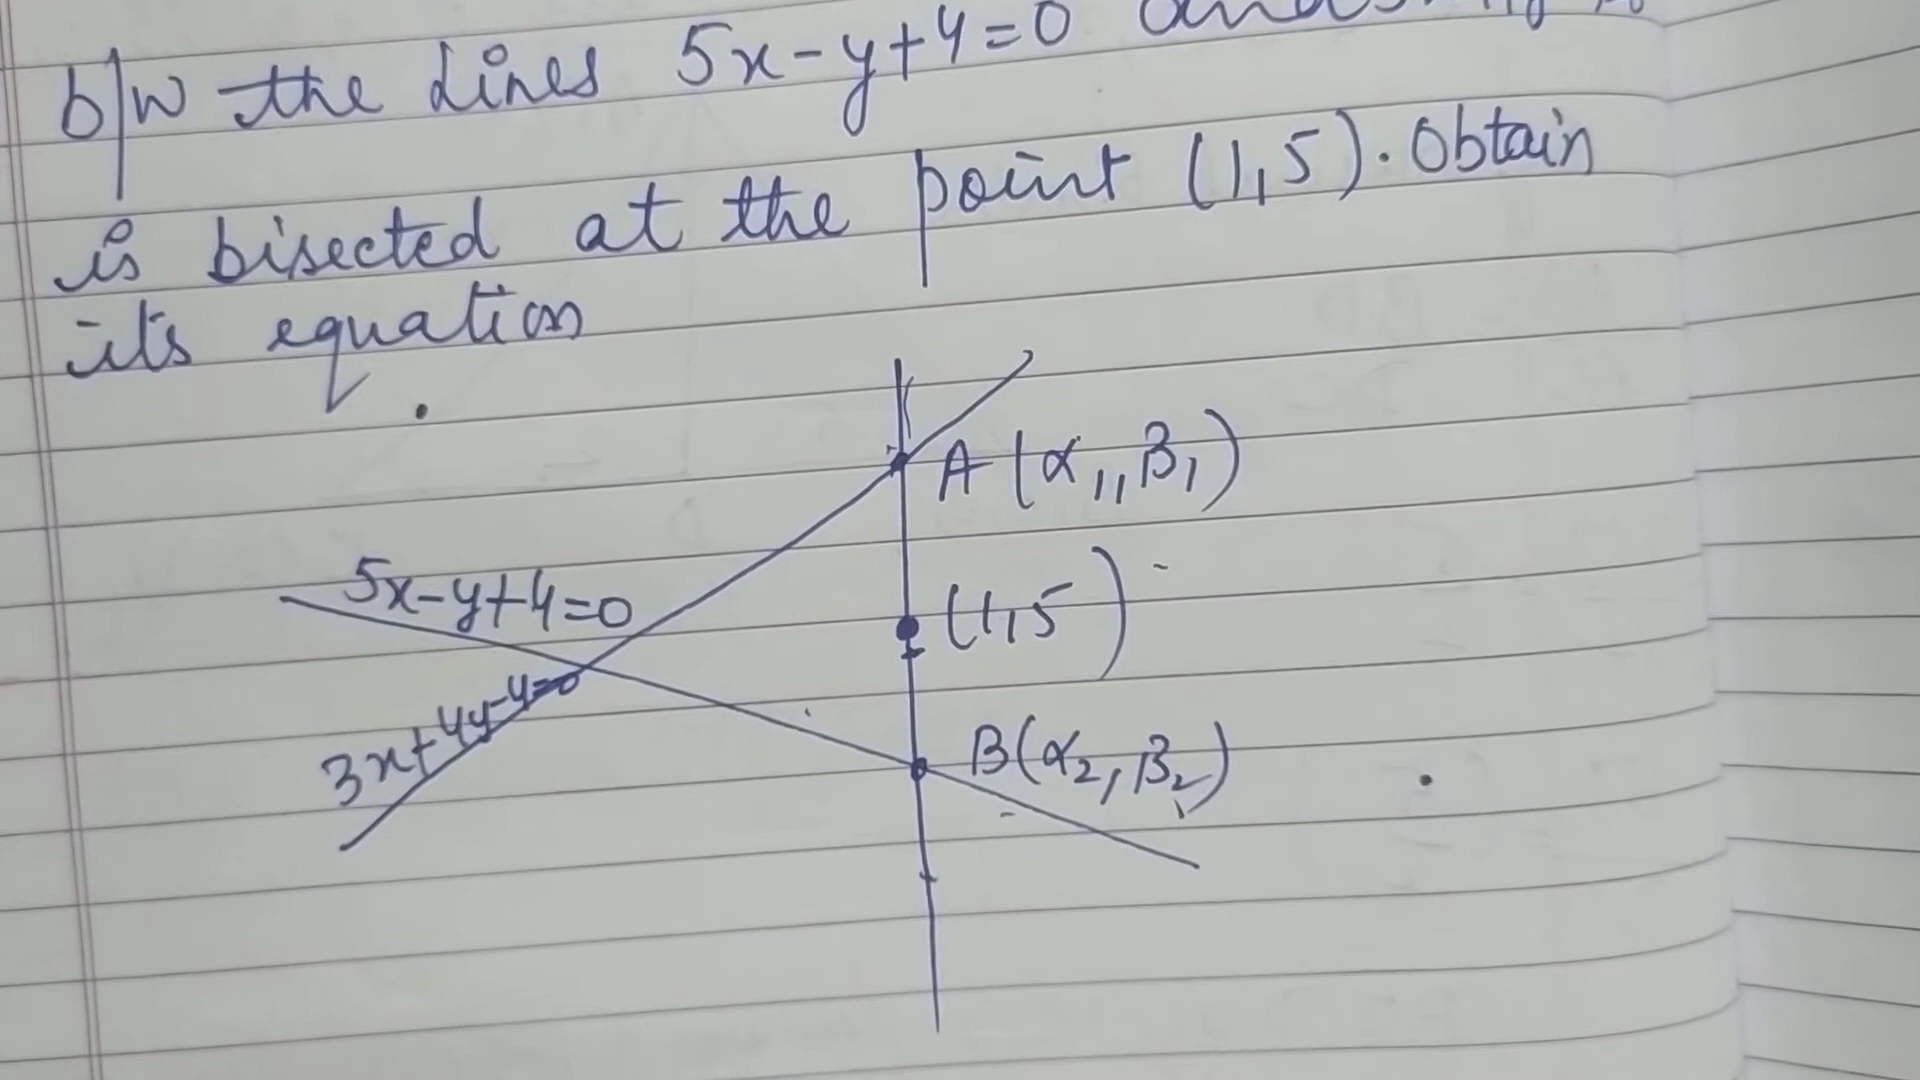 b/w the lines 5x-y+4=0
is bisected at the point (1,5). Obtain
its equation
A(α₁,β₁)
5x-y+4=0
(1,5)
3x+4y-4=0
B(α₂,β₂)